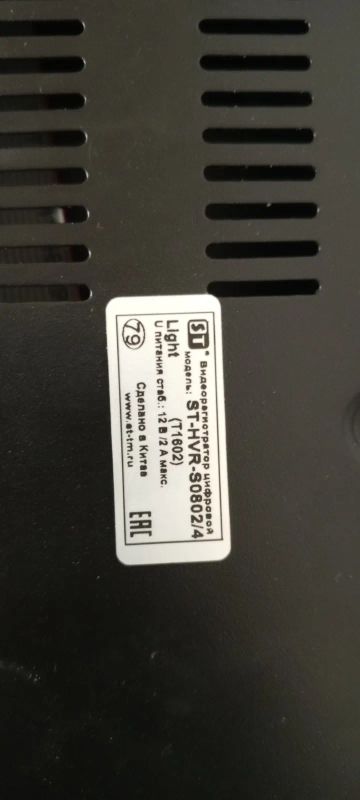 ST® Видеорегистратор цифровой
модель: ST-HVR-S0802/4
Light (T1602)
U питания стаб.: 12 В /2 А макс.
79 Сделано в Китае
www.st-tm.ru
EAC